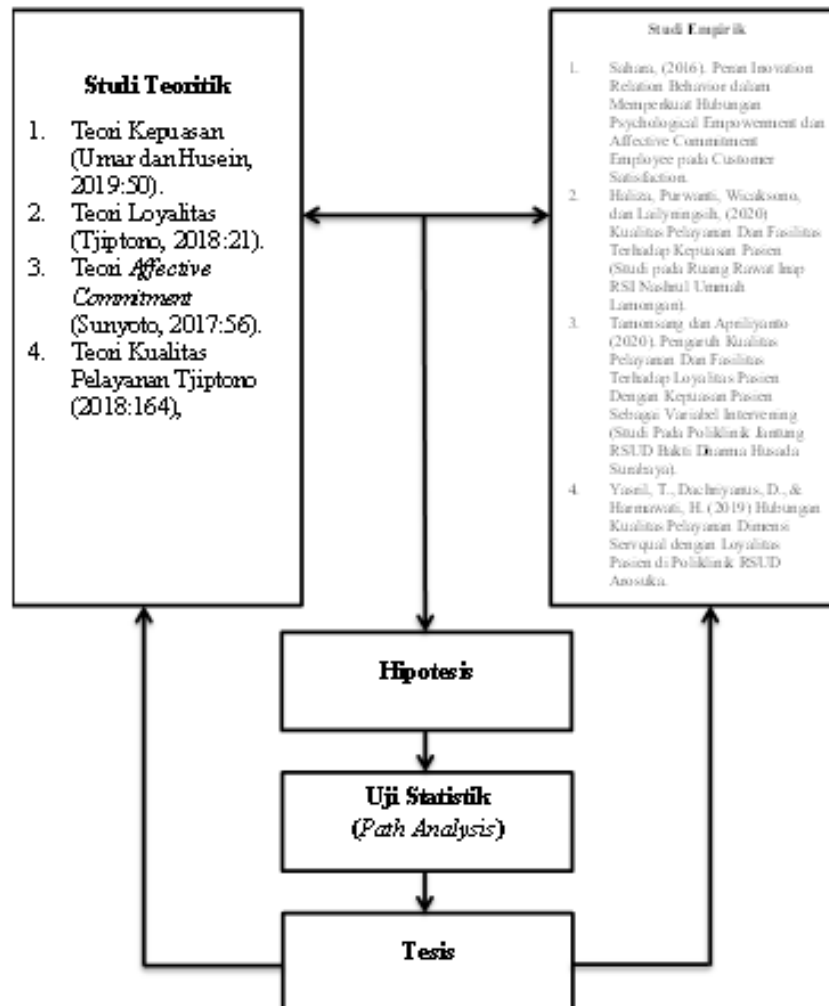 Studi Teoritik
1. Teori Kepuasan
(Umar dan Husein,
2019:50).
2. Teori Loyalitas
(Tjiptono, 2018:21).
3. Teori Affective
Commitment
(Sunyoto, 2017:56).
4. Teori Kualitas
Pelayanan Tjiptono
(2018:164),
Studi Empirik
1. Sahara, (2016). Peran Inovation
Relation Behavior dalam
Memperkuat Hubungan
Psychological Empowerment dan
Affective Commitment
Employee pada Customer
Satisfaction.
2. Haliza, Purwanti, Wicaksono,
dan Lailyningsih, (2020)
Kualitas Pelayanan Dan Fasilitas
Terhadap Kepuasan Pasien
(Studi pada Ruang Rawat Inap
RSI Nashrul Ummah
Lamongan).
3. Tamonsang dan Apriliyanto
(2020). Pengaruh Kualitas
Pelayanan Dan Fasilitas
Terhadap Loyalitas Pasien
Dengan Kepuasan Pasien
Sebagai Variabel Intervening
(Studi Pada Poliklinik Jantung
RSUD Bakti Dharma Husada
Surabaya).
4. Yasril, T., Dachriyanus, D., &
Harmawati, H. (2019) Hubungan
Kualitas Pelayanan Dimensi
Servqual dengan Loyalitas
Pasien di Poliklinik RSUD
Arosuka.
Hipotesis
Uji Statistik
(Path Analysis)
Tesis